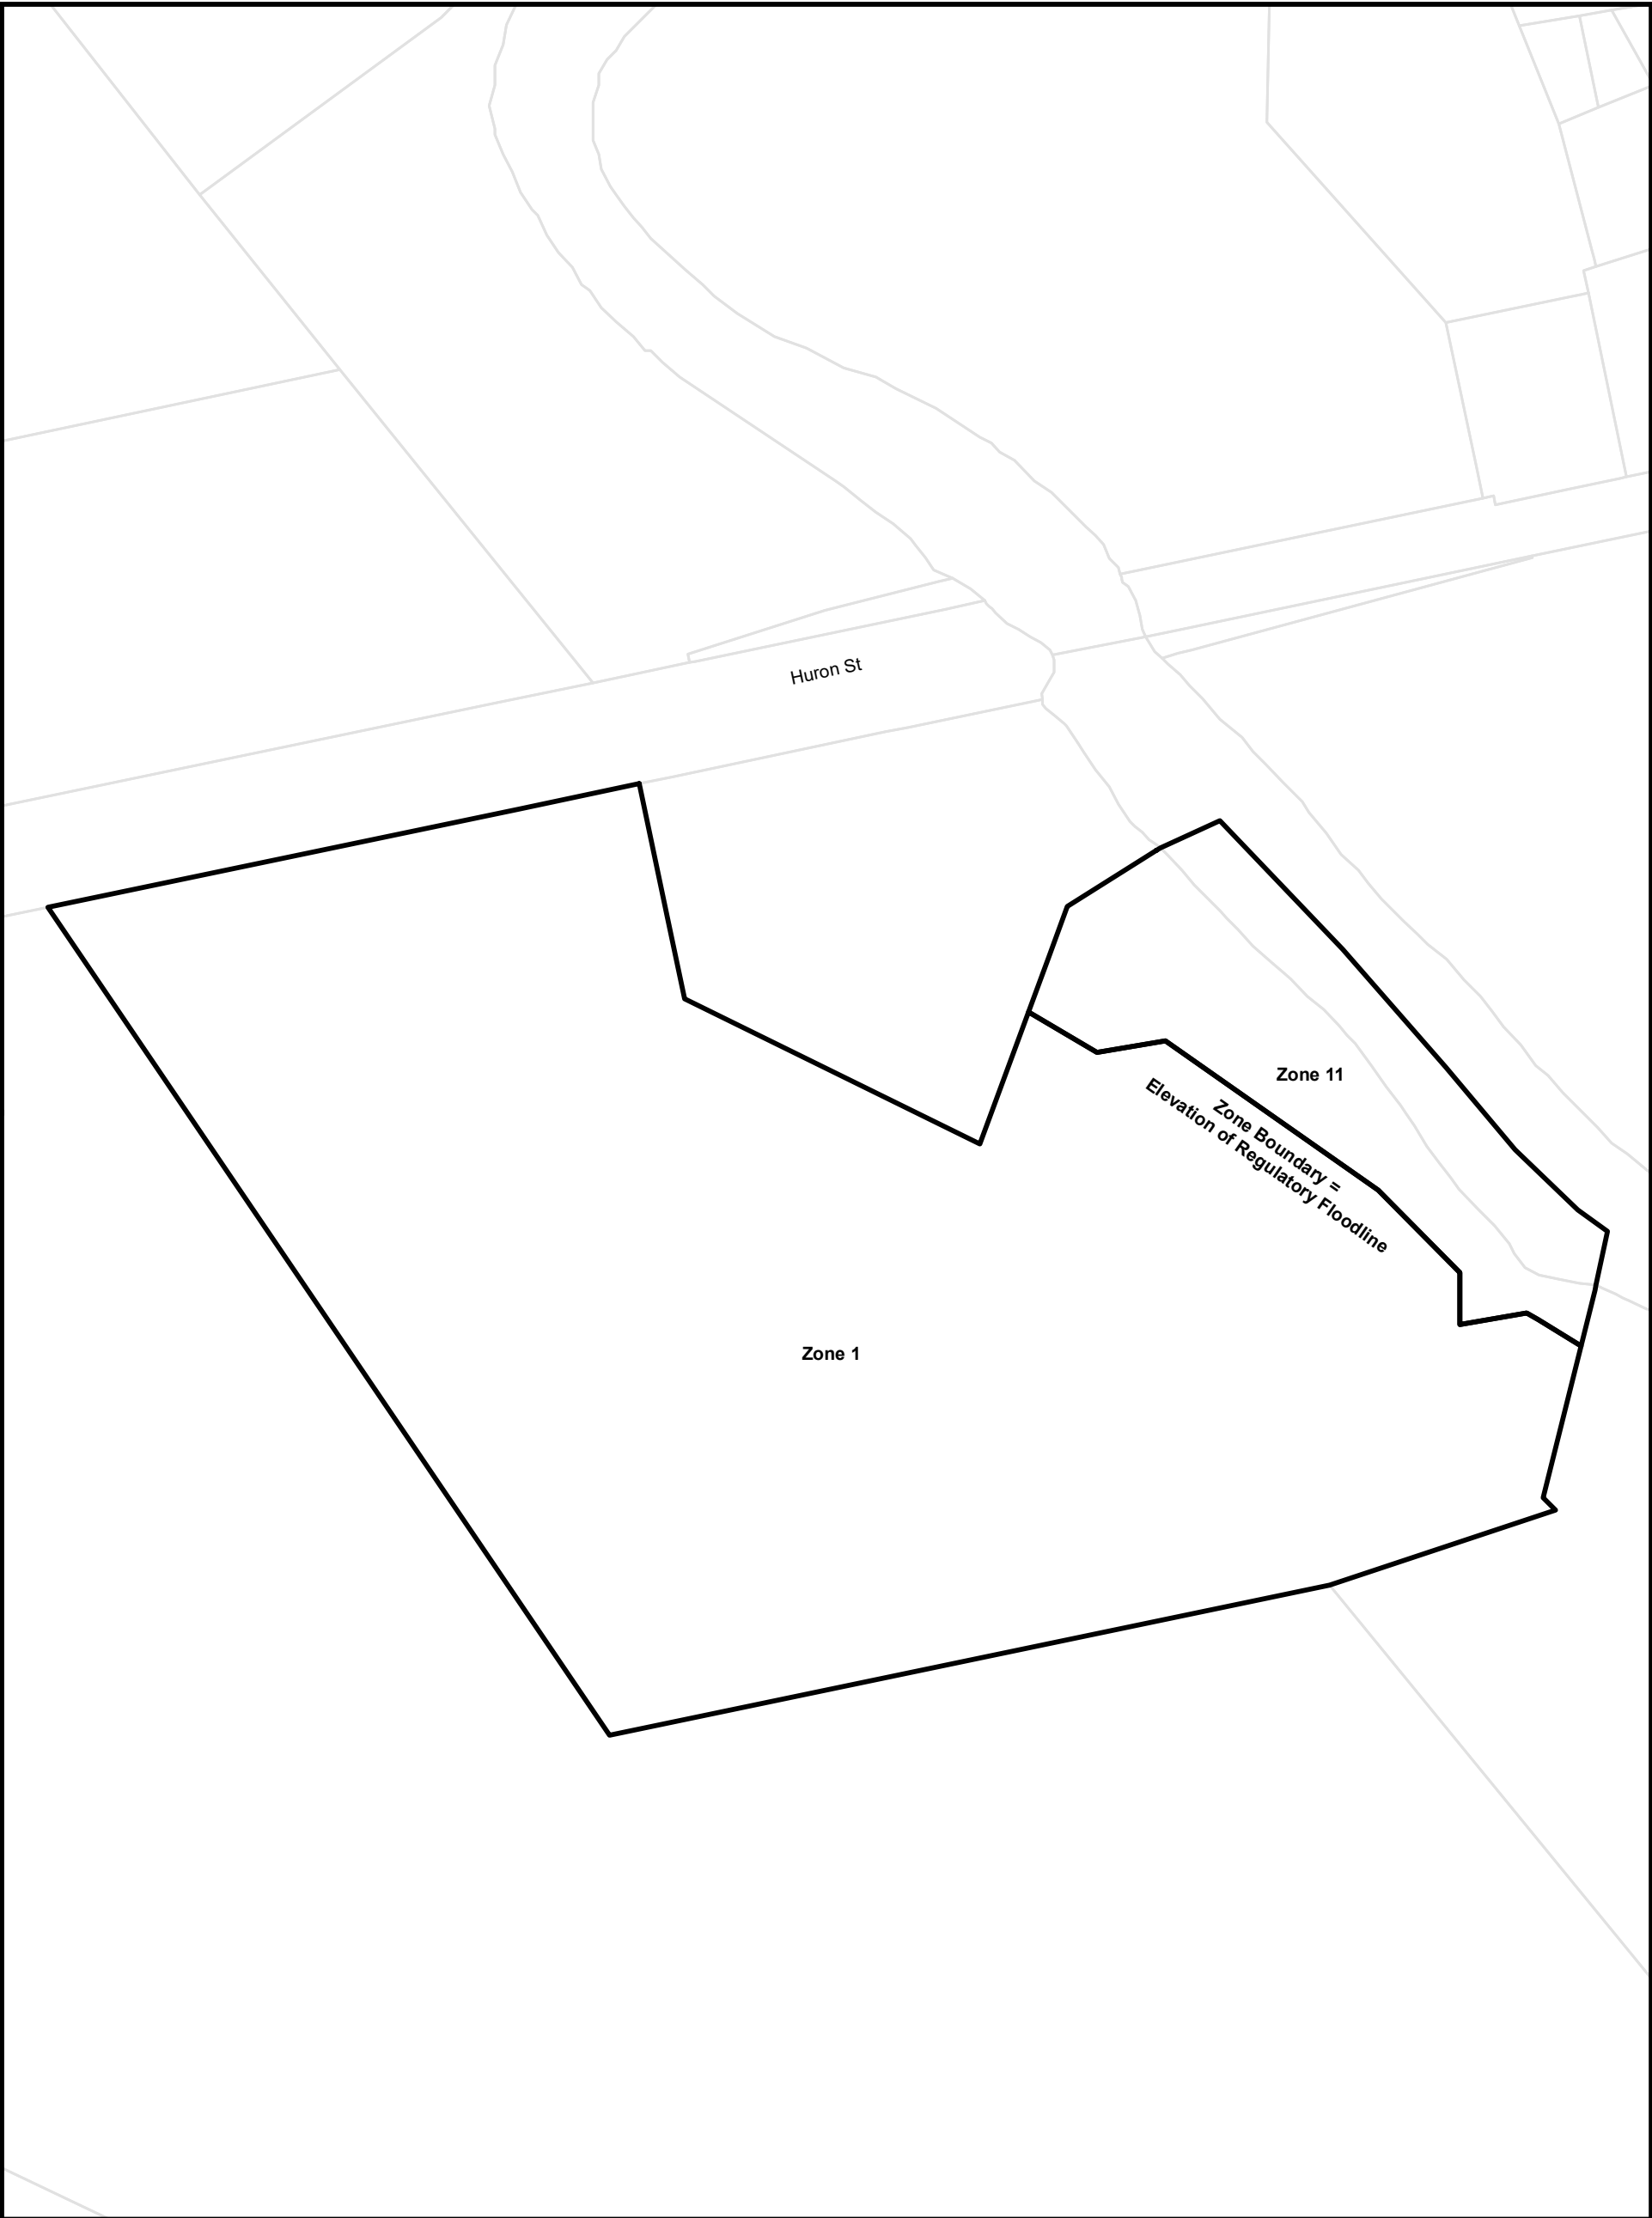 Huron St
Zone 11
Zone Boundary =
Elevation of Regulatory Floodline
Zone 1